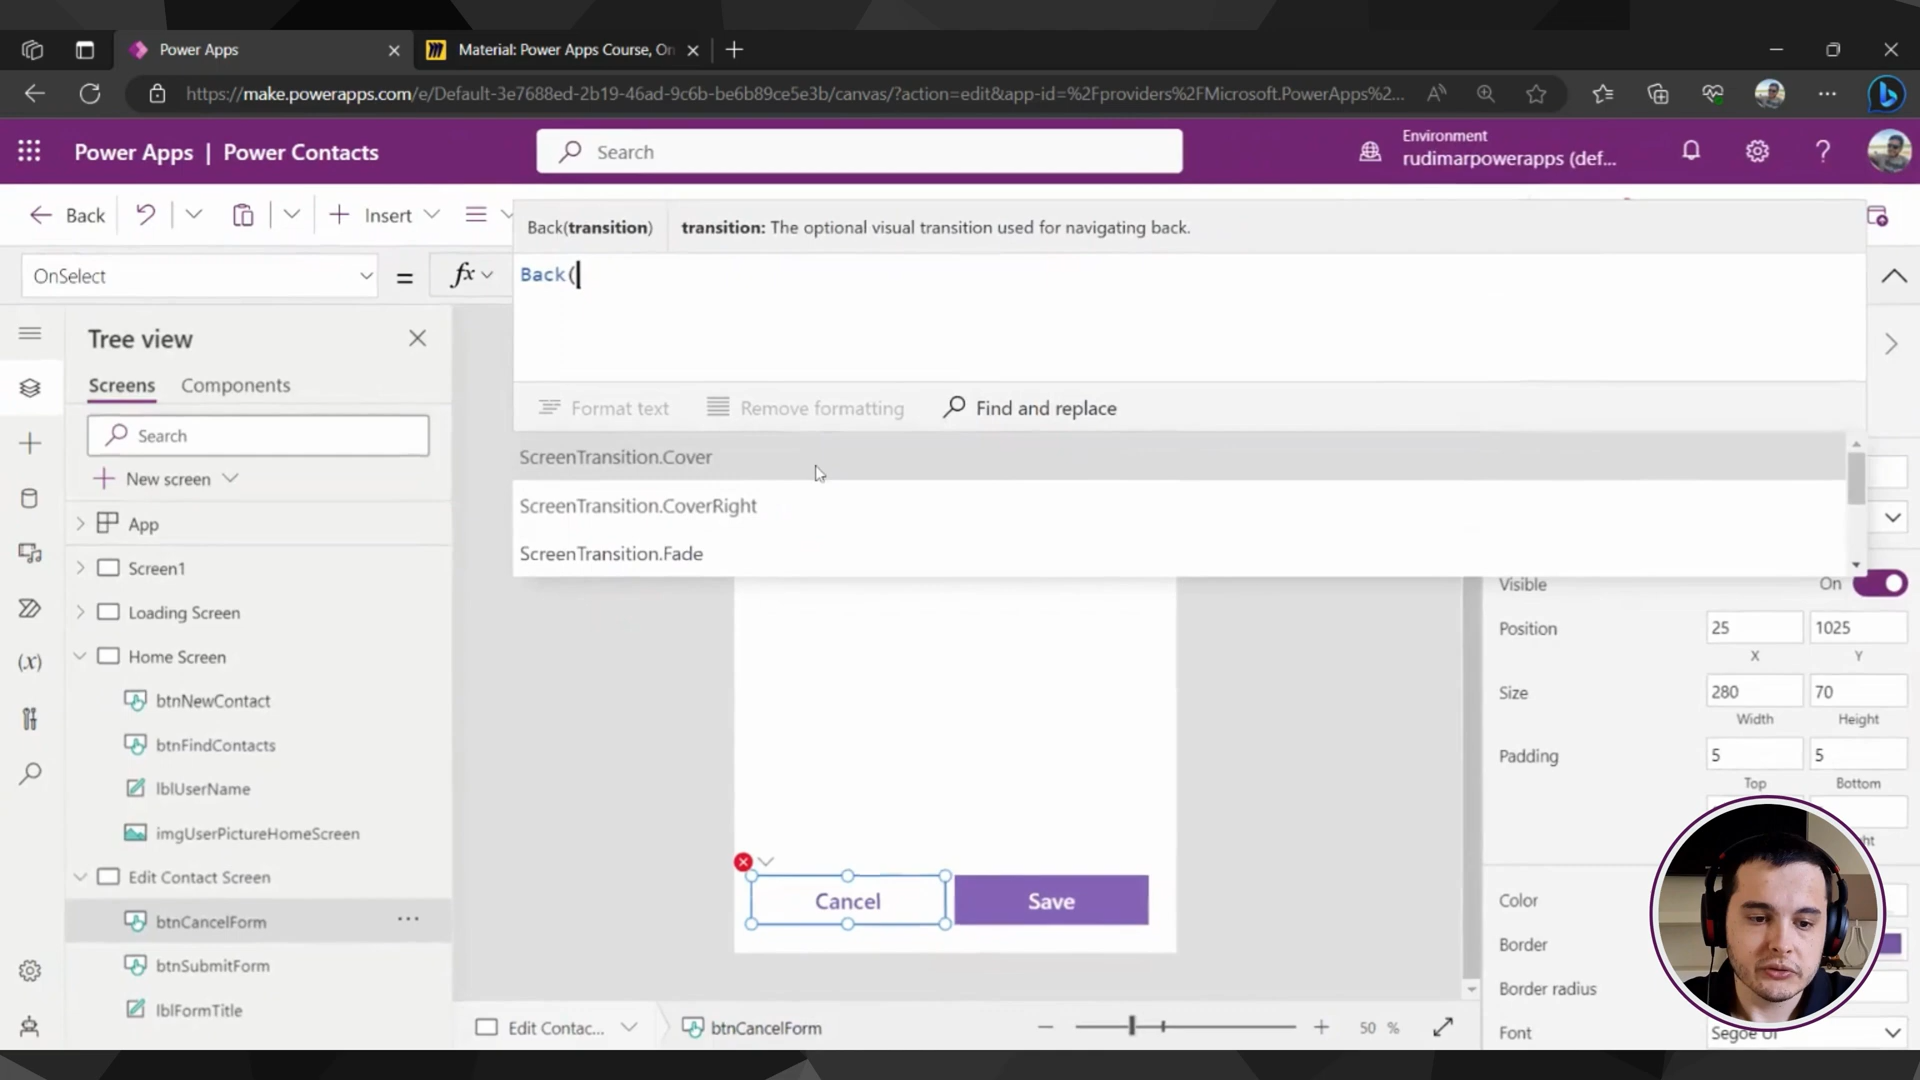 Power Apps
Material: Power Apps Course, On
https://make.powerapps.com/e/Default-3e7688ed-2b19-46ad-9c6b-be6b89ce5e3b/canvas/?action=edit&app-id=%2Fproviders%2FMicrosoft.PowerApps%2...
Power Apps | Power Contacts
Search
Environment
rudimarpowerapps (def...
Back
Insert
Back(transition)
transition: The optional visual transition used for navigating back.
OnSelect
=
fx
Back(
Tree view
Screens
Components
Format text
Remove formatting
Find and replace
Search
ScreenTransition.Cover
New screen
ScreenTransition.CoverRight
App
ScreenTransition.Fade
Screen1
Visible
On
Loading Screen
Position
25
1025
X
Y
Home Screen
Size
280
70
Width
Height
btnNewContact
btnFindContacts
Padding
5
5
Top
Bottom
lblUserName
imgUserPictureHomeScreen
Edit Contact Screen
Cancel
Save
Color
btnCancelForm
Border
btnSubmitForm
Border radius
lblFormTitle
Edit Contac...
btnCancelForm
50 %
Font
Segoe UI